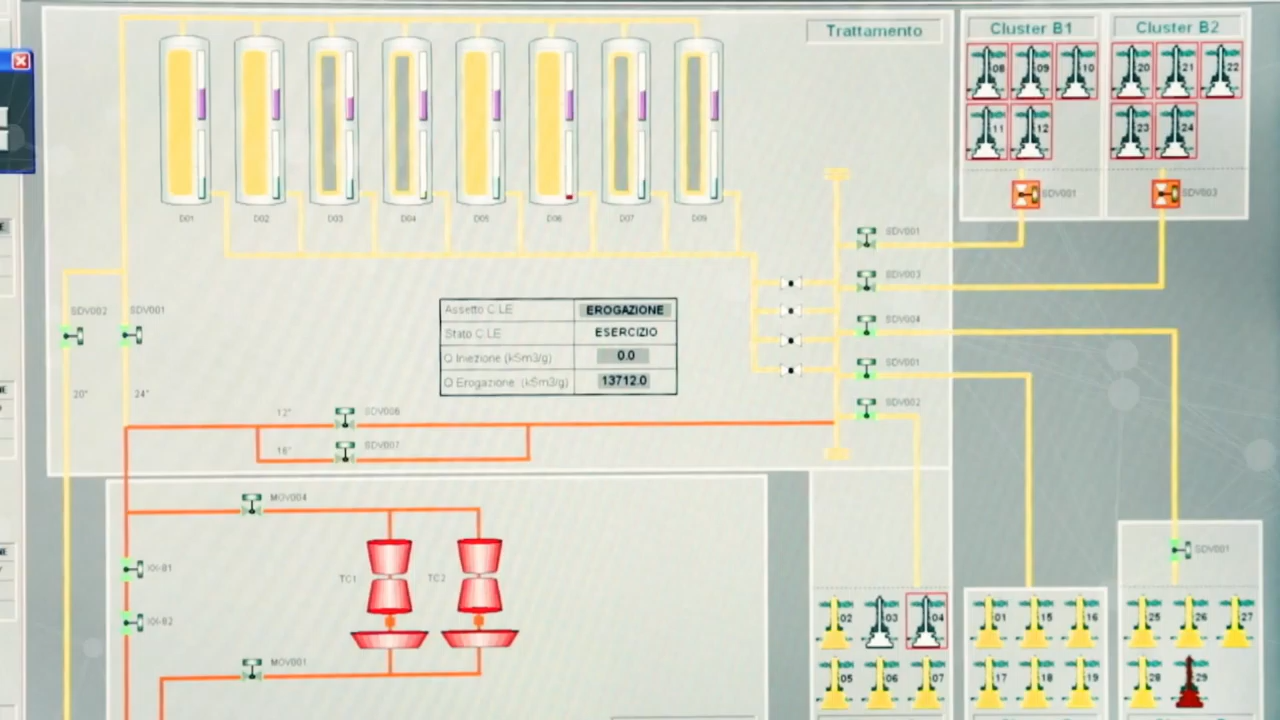 Trattamento
Cluster B1
Cluster B2
08 09 10
20 21 22
11 12
23 24
SDV001
SDV003
D01 D02 D03 D04 D05 D06 D07 D09
SDV001
SDV003
SDV002 SDV001
SDV004
Assetto C.LE EROGAZIONE
Stato C.LE ESERCIZIO
Q Iniezione (kSm3/g) 0.0
Q Erogazione (kSm3/g) 13712.0
SDV001
20" 24"
SDV002
12" SDV006
16" SDV007
MOV004
SDV001
TC1 TC2
02 03 04
01 15 16
25 26 27
MOV001
05 06 07
17 18 19
28 29